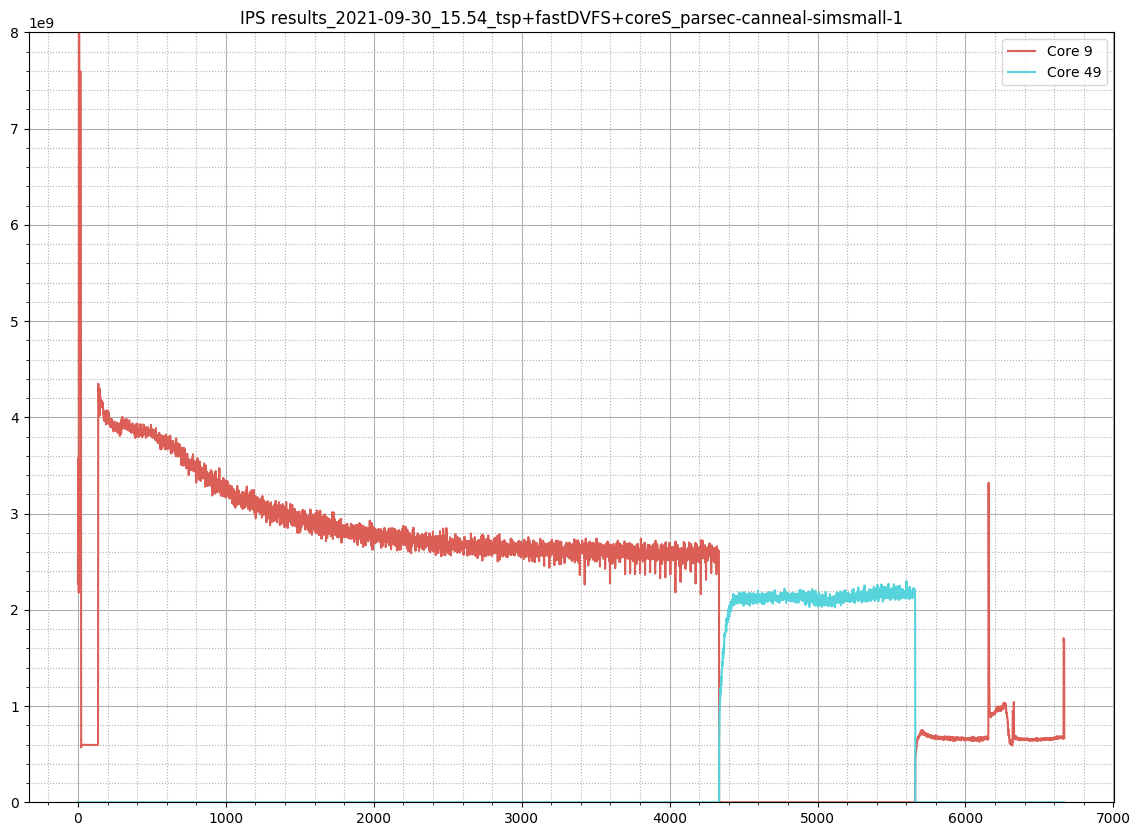 IPS results_2021-09-30_15.54_tsp+fastDVFS+coreS_parsec-canneal-simsmall-1
1e9
Core 9
Core 49
8
7
6
5
4
3
2
1
0
0 1000 2000 3000 4000 5000 6000 7000